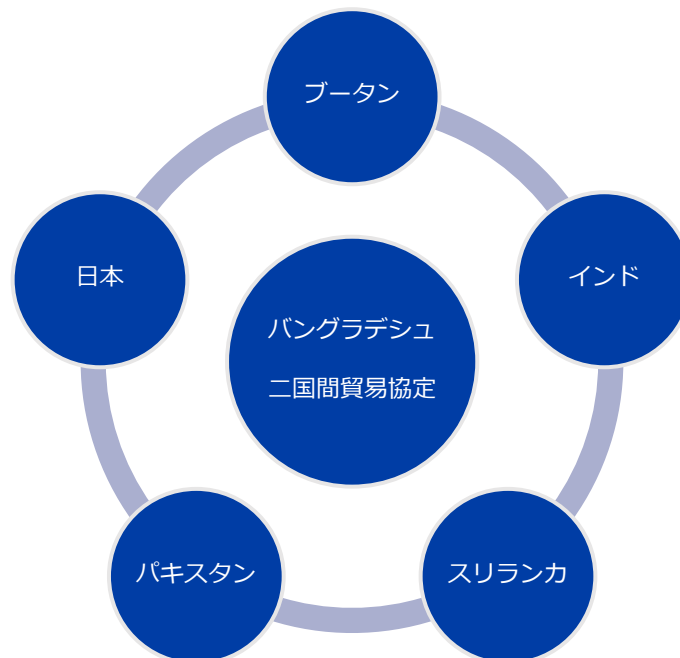 ブータン
インド
スリランカ
パキスタン
日本
バングラデシュ
二国間貿易協定